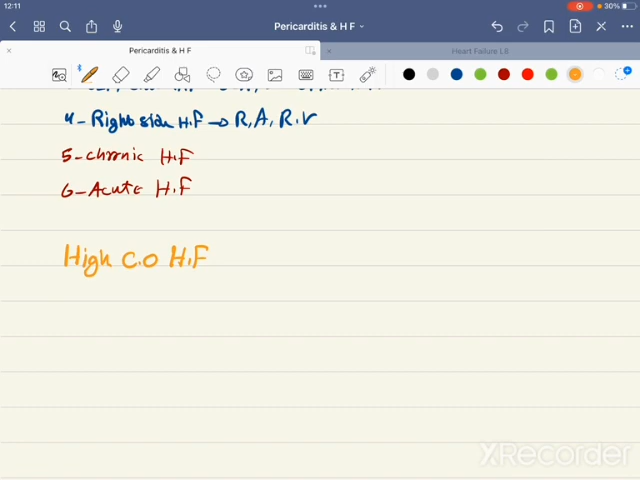 12:11
30%
Pericarditis & H F
Pericarditis & H F
Heart Failure L8
4- Right side H.F → R,A, R.V
5- chronic H.F
6- Acute H.F
High C.O H.F
XRecorder